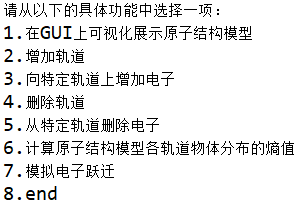 请从以下的具体功能中选择一项：
1.在GUI上可视化展示原子结构模型
2.增加轨道
3.向特定轨道上增加电子
4.删除轨道
5.从特定轨道删除电子
6.计算原子结构模型各轨道物体分布的熵值
7.模拟电子跃迁
8.end